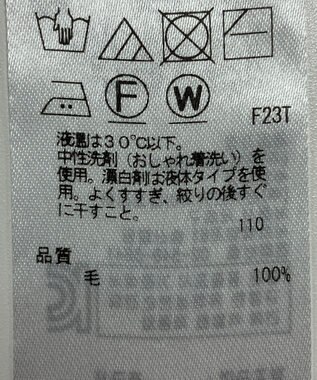 F W
F23T
液温は30℃以下。
中性洗剤（おしゃれ着洗い）を
使用。漂白剤は液体タイプを使
用。よくすすぎ、絞りの後すぐ
に干すこと。
110
品質
毛 100%